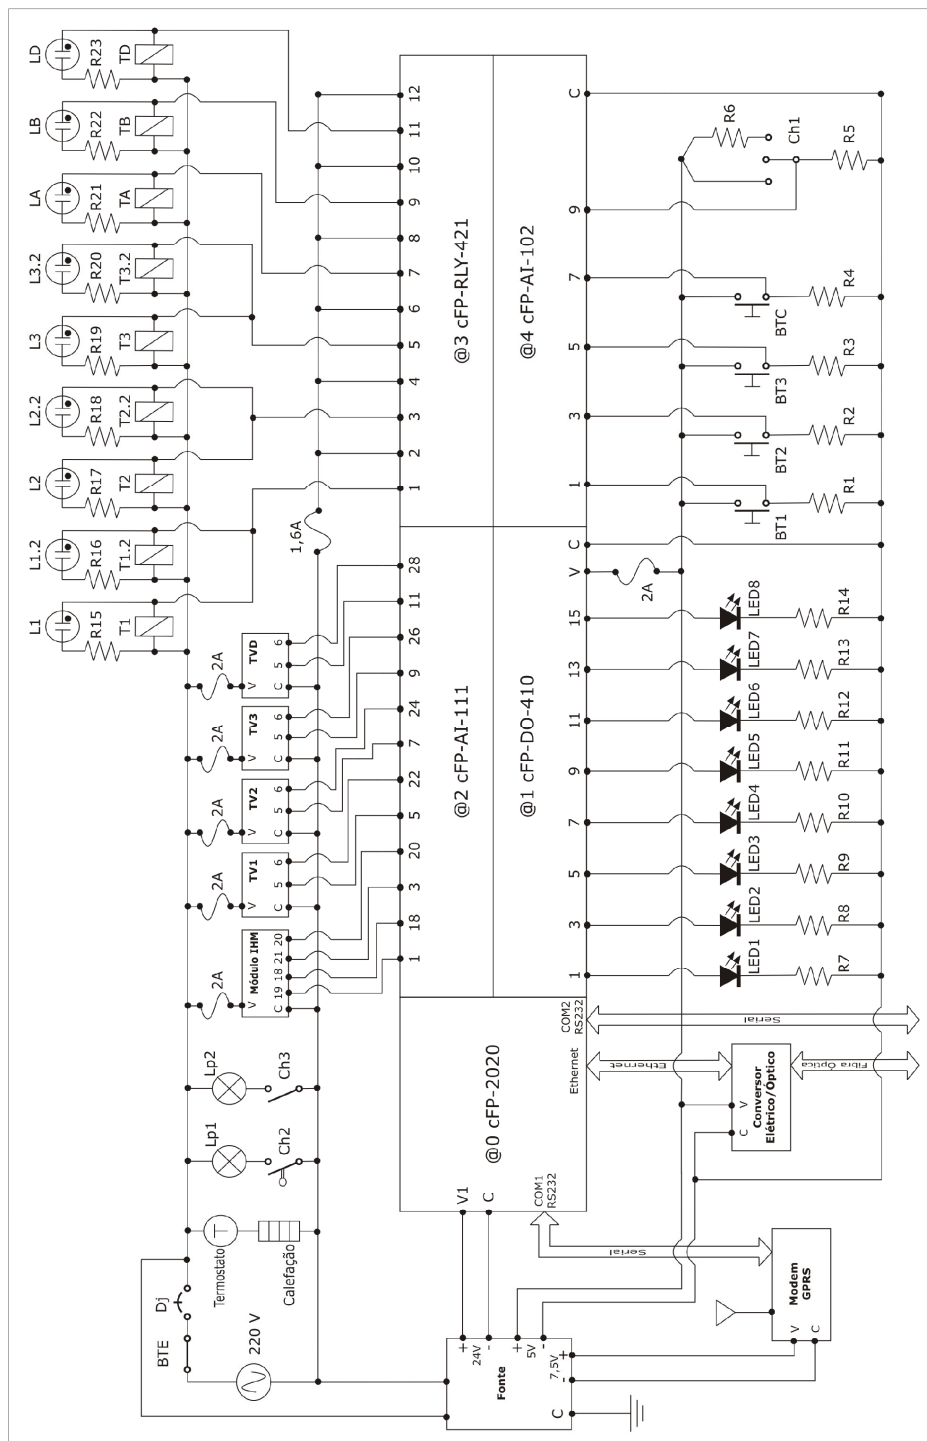 LD
R23
TD
LB
R22
TB
LA
R21
TA
L3.2
R20
T3.2
L3
R19
T3
L2.2
R18
T2.2
L2
R17
T2
L1.2
R16
T1.2
L1
R15
T1
12
11
10
9
8
7
6
5
4
3
2
1
@3 cFP-RLY-421
@4 cFP-AI-102
C
9
7
5
3
1
R6
Ch1
R5
R4
BTC
R3
BT3
R2
BT2
R1
BT1
1,6A
28
11
26
9
24
7
22
5
20
3
18
1
@2 cFP-AI-111
@1 cFP-DO-410
C
V
2A
15
13
11
9
7
5
3
1
LED8
R14
LED7
R13
LED6
R12
LED5
R11
LED4
R10
LED3
R9
LED2
R8
LED1
R7
2A
V
TVD
C 5 6
2A
V
TV3
C 5 6
2A
V
TV2
C 5 6
2A
V
TV1
C 5 6
2A
V
Módulo IHM
C 19 18 21 20
Lp2
Ch3
Lp1
Ch2
T
Termostato
Calefação
Dj
BTE
220 V
@0 cFP-2020
V1
C
COM1
RS232
Ethernet
COM2
RS232
Serial
Ethernet
Fibra Óptica
V
C
Conversor
Elétrico/Óptico
Serial
Modem
GPRS
V
C
Fonte
+
24V
-
+
5V
-
+
7,5V
-
C